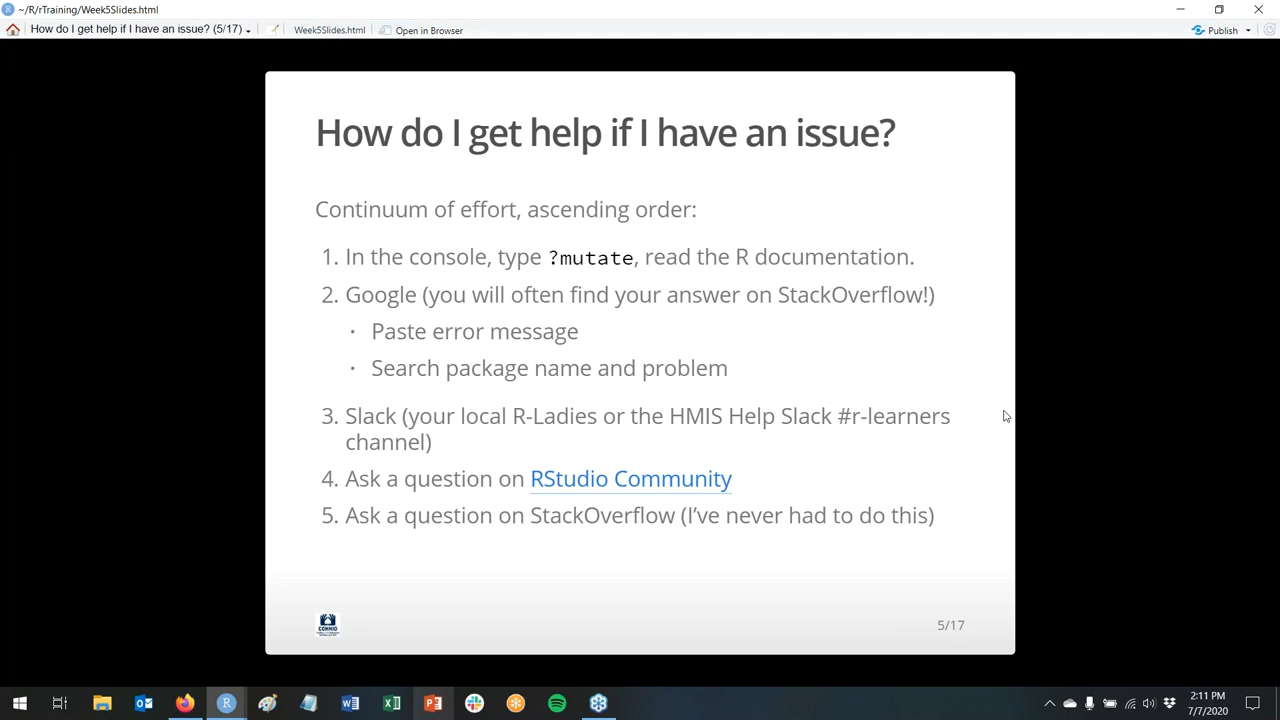 ~/R/rTraining/Week5Slides.html
How do I get help if I have an issue? (5/17)
Week5Slides.html
Open in Browser
Publish
How do I get help if I have an issue?
Continuum of effort, ascending order:
1. In the console, type ?mutate, read the R documentation.
2. Google (you will often find your answer on StackOverflow!)
· Paste error message
· Search package name and problem
3. Slack (your local R-Ladies or the HMIS Help Slack #r-learners
channel)
4. Ask a question on RStudio Community
5. Ask a question on StackOverflow (I’ve never had to do this)
COHHIO
5/17
2:11 PM
7/7/2020